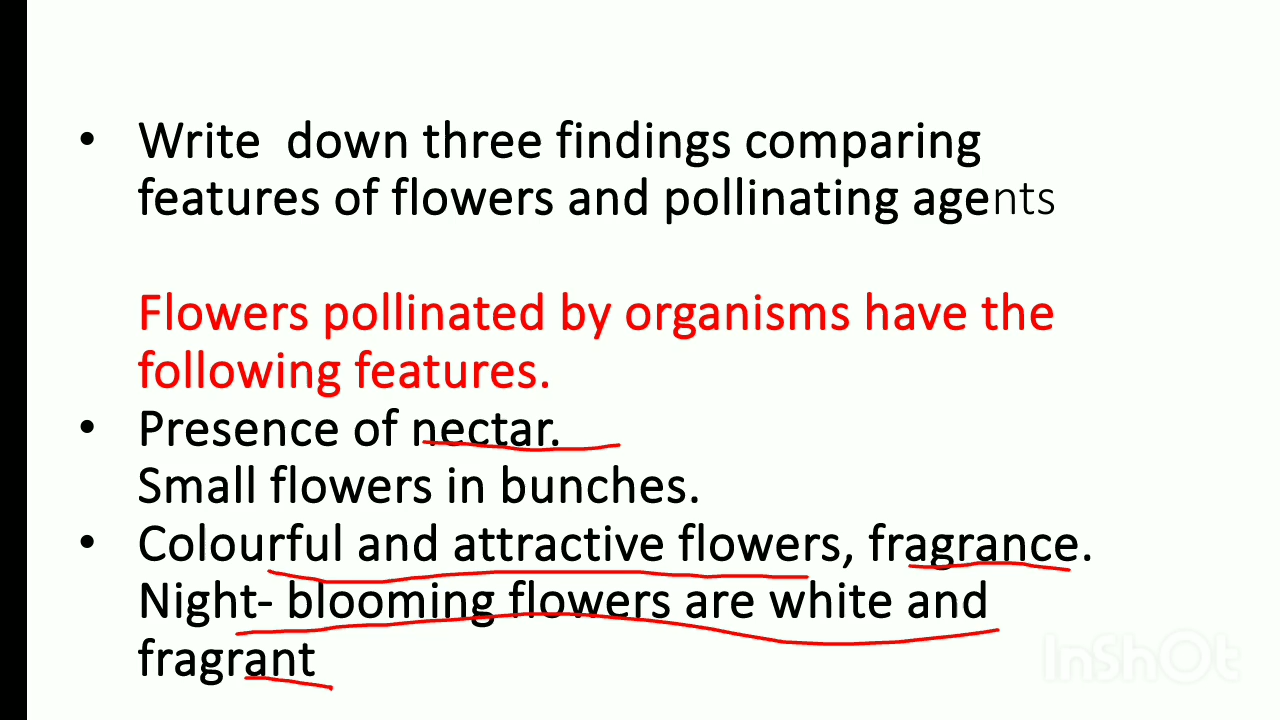 • Write down three findings comparing
features of flowers and pollinating agents
Flowers pollinated by organisms have the
following features.
• Presence of nectar.
Small flowers in bunches.
• Colourful and attractive flowers, fragrance.
Night- blooming flowers are white and
fragrant
InShOt